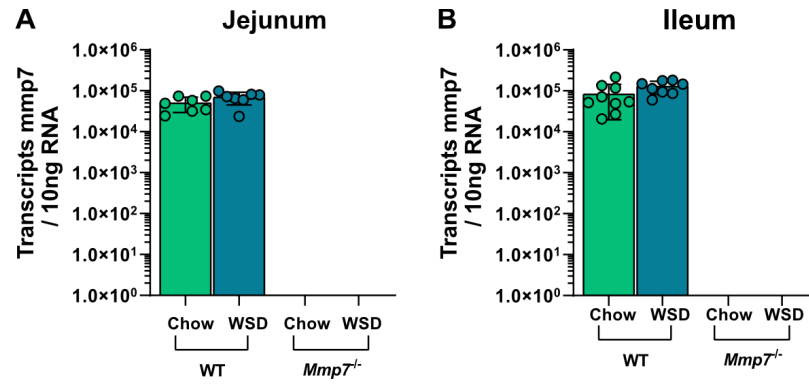 A
Jejunum
Transcripts mmp7
/ 10ng RNA
1.0×10⁶
1.0×10⁵
1.0×10⁴
1.0×10³
1.0×10²
1.0×10¹
1.0×10⁰
Chow WSD Chow WSD
WT Mmp7⁻/⁻
B
Ileum
Transcripts mmp7
/ 10ng RNA
1.0×10⁶
1.0×10⁵
1.0×10⁴
1.0×10³
1.0×10²
1.0×10¹
1.0×10⁰
Chow WSD Chow WSD
WT Mmp7⁻/⁻